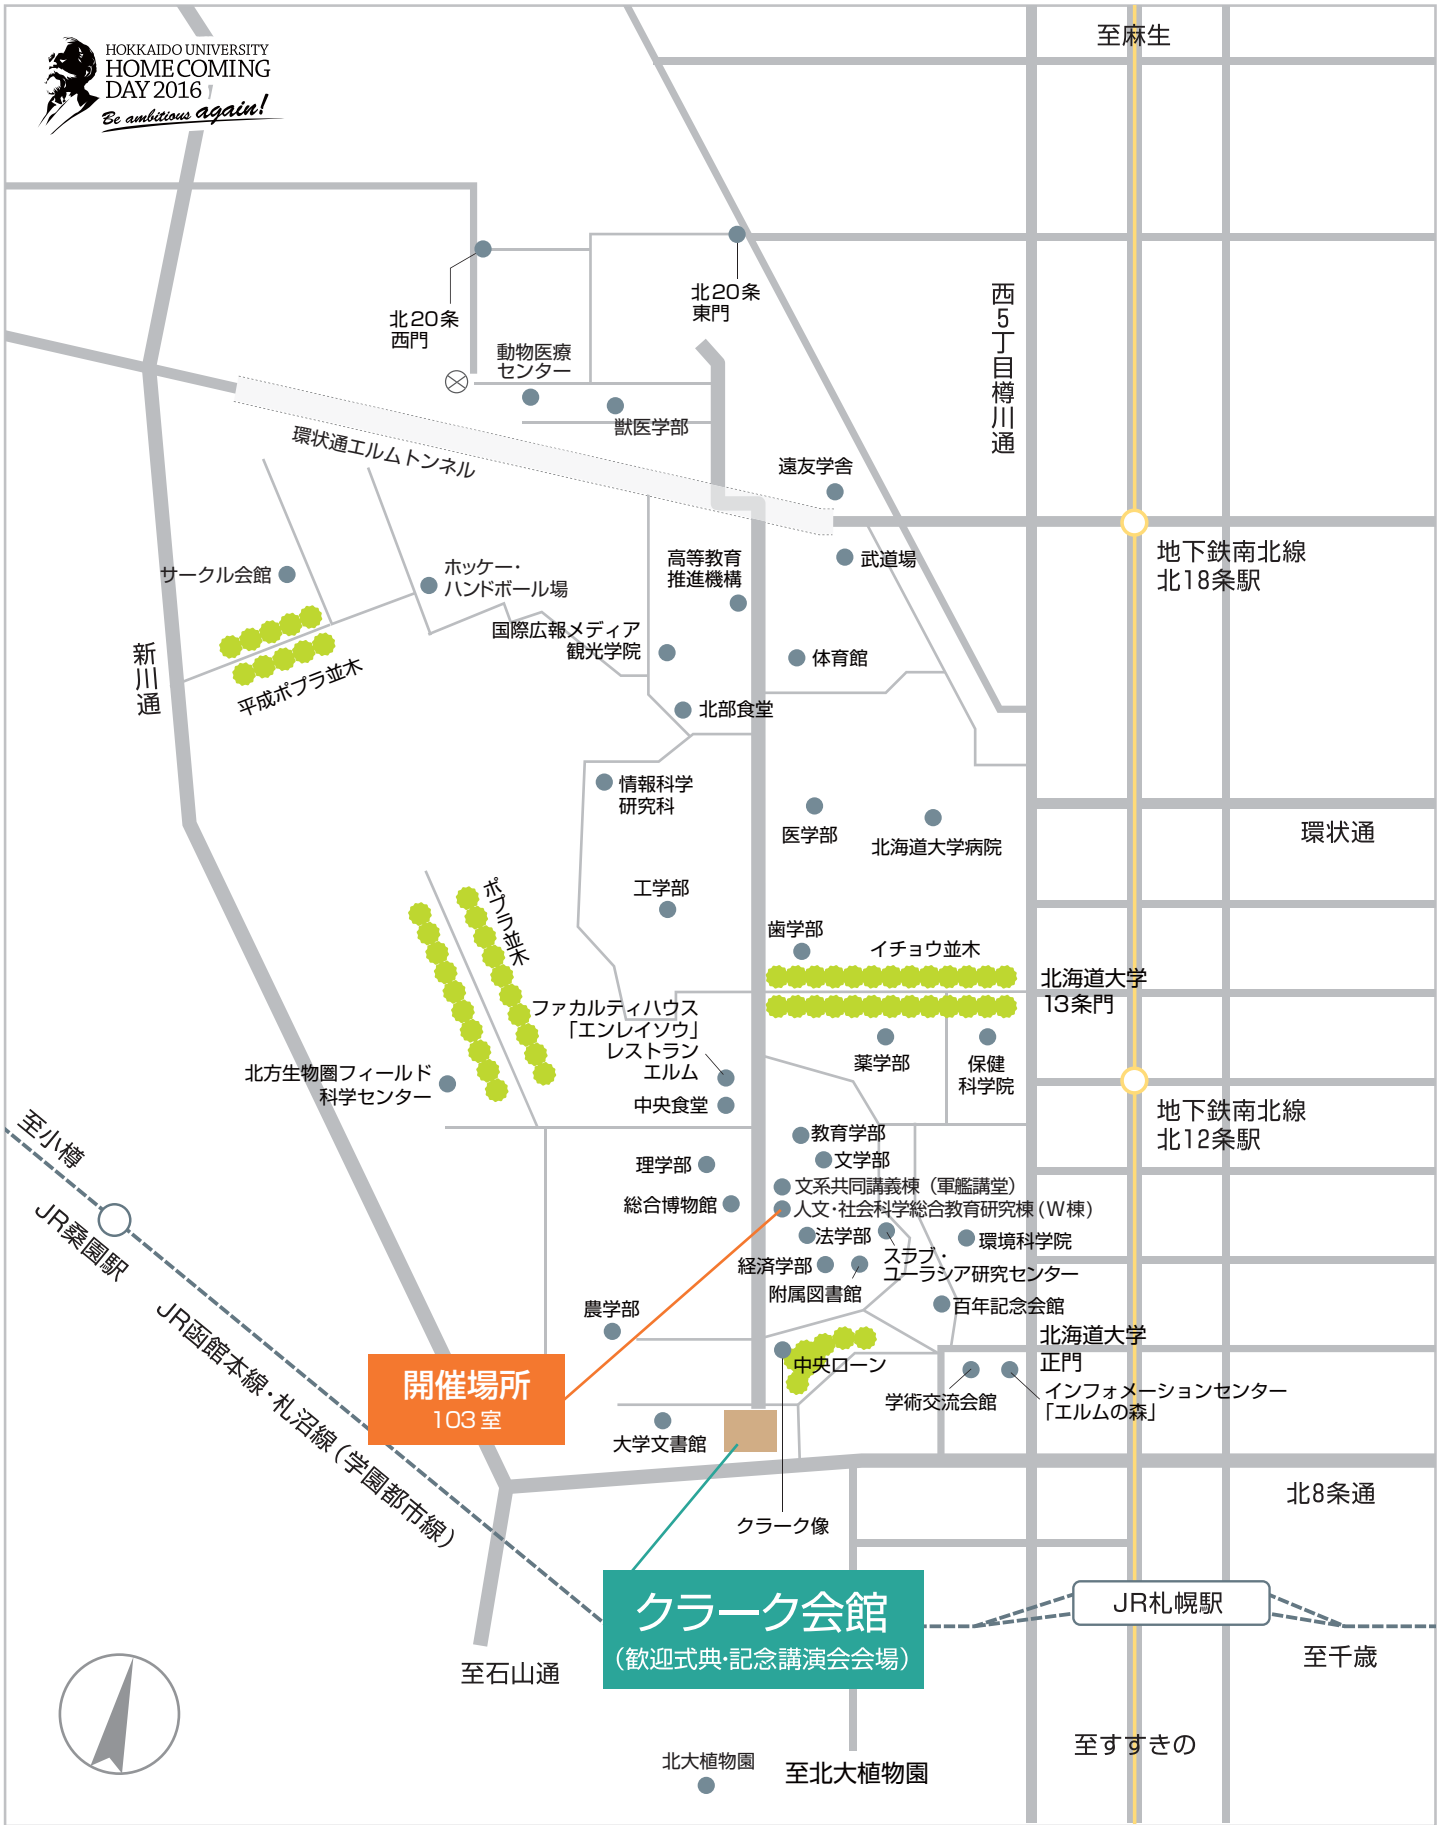 HOKKAIDO UNIVERSITY
HOMECOMING
DAY 2016
Be ambitious again!
至麻生
北20条
西門
北20条
東門
西5丁目樽川通
動物医療
センター
獣医学部
環状通エルムトンネル
遠友学舎
地下鉄南北線
北18条駅
武道場
高等教育
推進機構
サークル会館
ホッケー・
ハンドボール場
国際広報メディア
観光学院
体育館
新川通
平成ポプラ並木
北部食堂
情報科学
研究科
医学部
北海道大学病院
環状通
工学部
ポプラ並木
歯学部
イチョウ並木
北海道大学
13条門
ファカルティハウス
「エンレイソウ」
レストラン
エルム
薬学部
保健
科学院
北方生物圏フィールド
科学センター
中央食堂
地下鉄南北線
北12条駅
至小樽
教育学部
文学部
理学部
文系共同講義棟（軍艦講堂）
総合博物館
人文・社会科学総合教育研究棟(W棟)
JR桑園駅
法学部
スラブ・
ユーラシア研究センター
環境科学院
経済学部
附属図書館
百年記念会館
農学部
北海道大学
正門
中央ローン
JR函館本線・札沼線（学園都市線）
開催場所
103室
学術交流会館
インフォメーションセンター
「エルムの森」
大学文書館
北8条通
クラーク像
クラーク会館
（歓迎式典・記念講演会会場）
JR札幌駅
至千歳
至石山通
至すすきの
北大植物園
至北大植物園